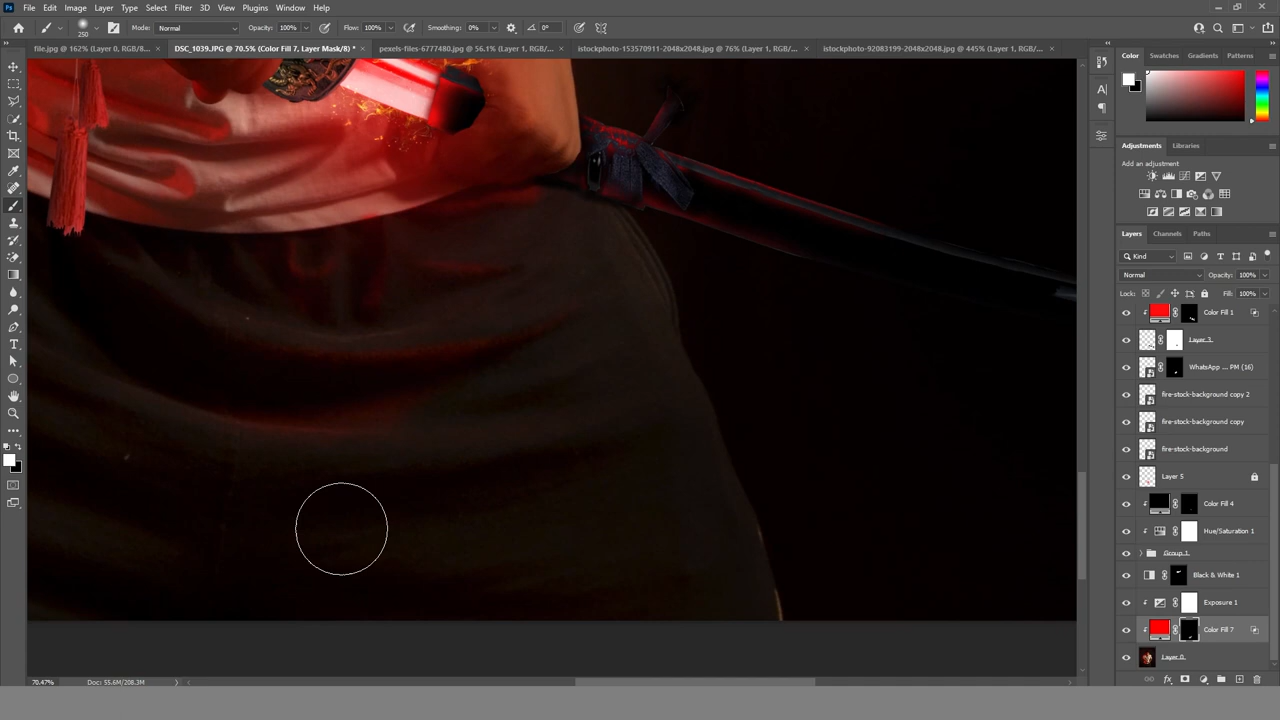 Ps File Edit Image Layer Type Select Filter 3D View Plugins Window Help
250 Mode: Normal Opacity: 100% Flow: 100% Smoothing: 0% 0°
file.jpg @ 162% (Layer 0, RGB/8... × DSC_1039.JPG @ 70.5% (Color Fill 7, Layer Mask/8) * × pexels-files-6777480.jpg @ 56.1% (Layer 1, RGB/... × istockphoto-153570911-2048x2048.jpg @ 76% (Layer 1, RGB/... × istockphoto-92083199-2048x2048.jpg @ 445% (Layer 1, RGB/... ×
Color Swatches Gradients Patterns
Adjustments Libraries
Add an adjustment
Layers Channels Paths
Kind
Normal Opacity: 100%
Lock: Fill: 100%
Color Fill 1
Layer 3
WhatsApp ... PM (16)
fire-stock-background copy 2
fire-stock-background copy
fire-stock-background
Layer 5
Color Fill 4
Hue/Saturation 1
Group 1
Black & White 1
Exposure 1
Color Fill 7
Layer 0
70.47% Doc: 55.6M/208.3M